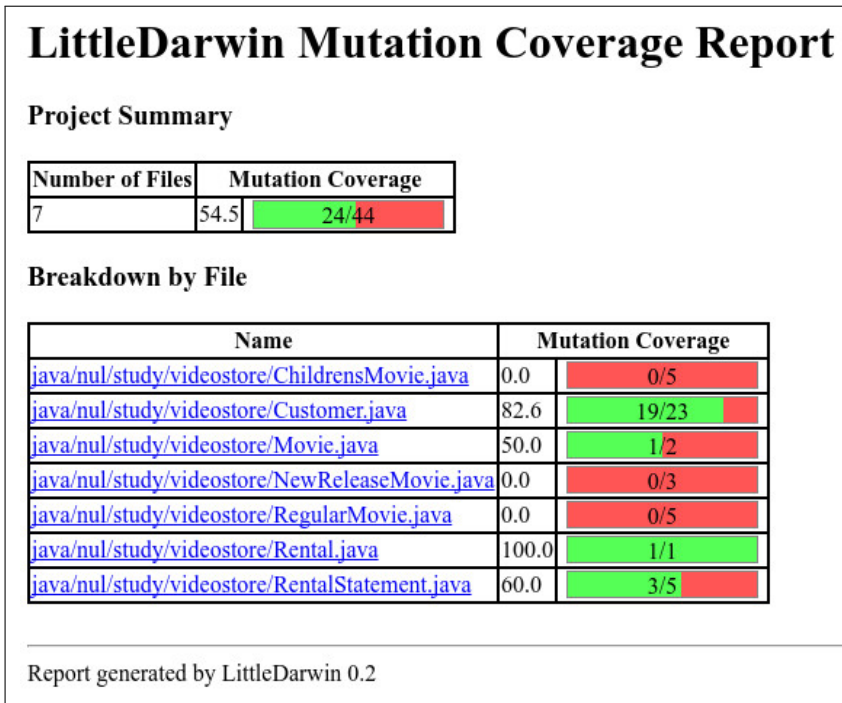 LittleDarwin Mutation Coverage Report
Project Summary
Number of Files Mutation Coverage
7 54.5 24/44
Breakdown by File
Name Mutation Coverage
java/nul/study/videostore/ChildrensMovie.java 0.0 0/5
java/nul/study/videostore/Customer.java 82.6 19/23
java/nul/study/videostore/Movie.java 50.0 1/2
java/nul/study/videostore/NewReleaseMovie.java 0.0 0/3
java/nul/study/videostore/RegularMovie.java 0.0 0/5
java/nul/study/videostore/Rental.java 100.0 1/1
java/nul/study/videostore/RentalStatement.java 60.0 3/5
Report generated by LittleDarwin 0.2